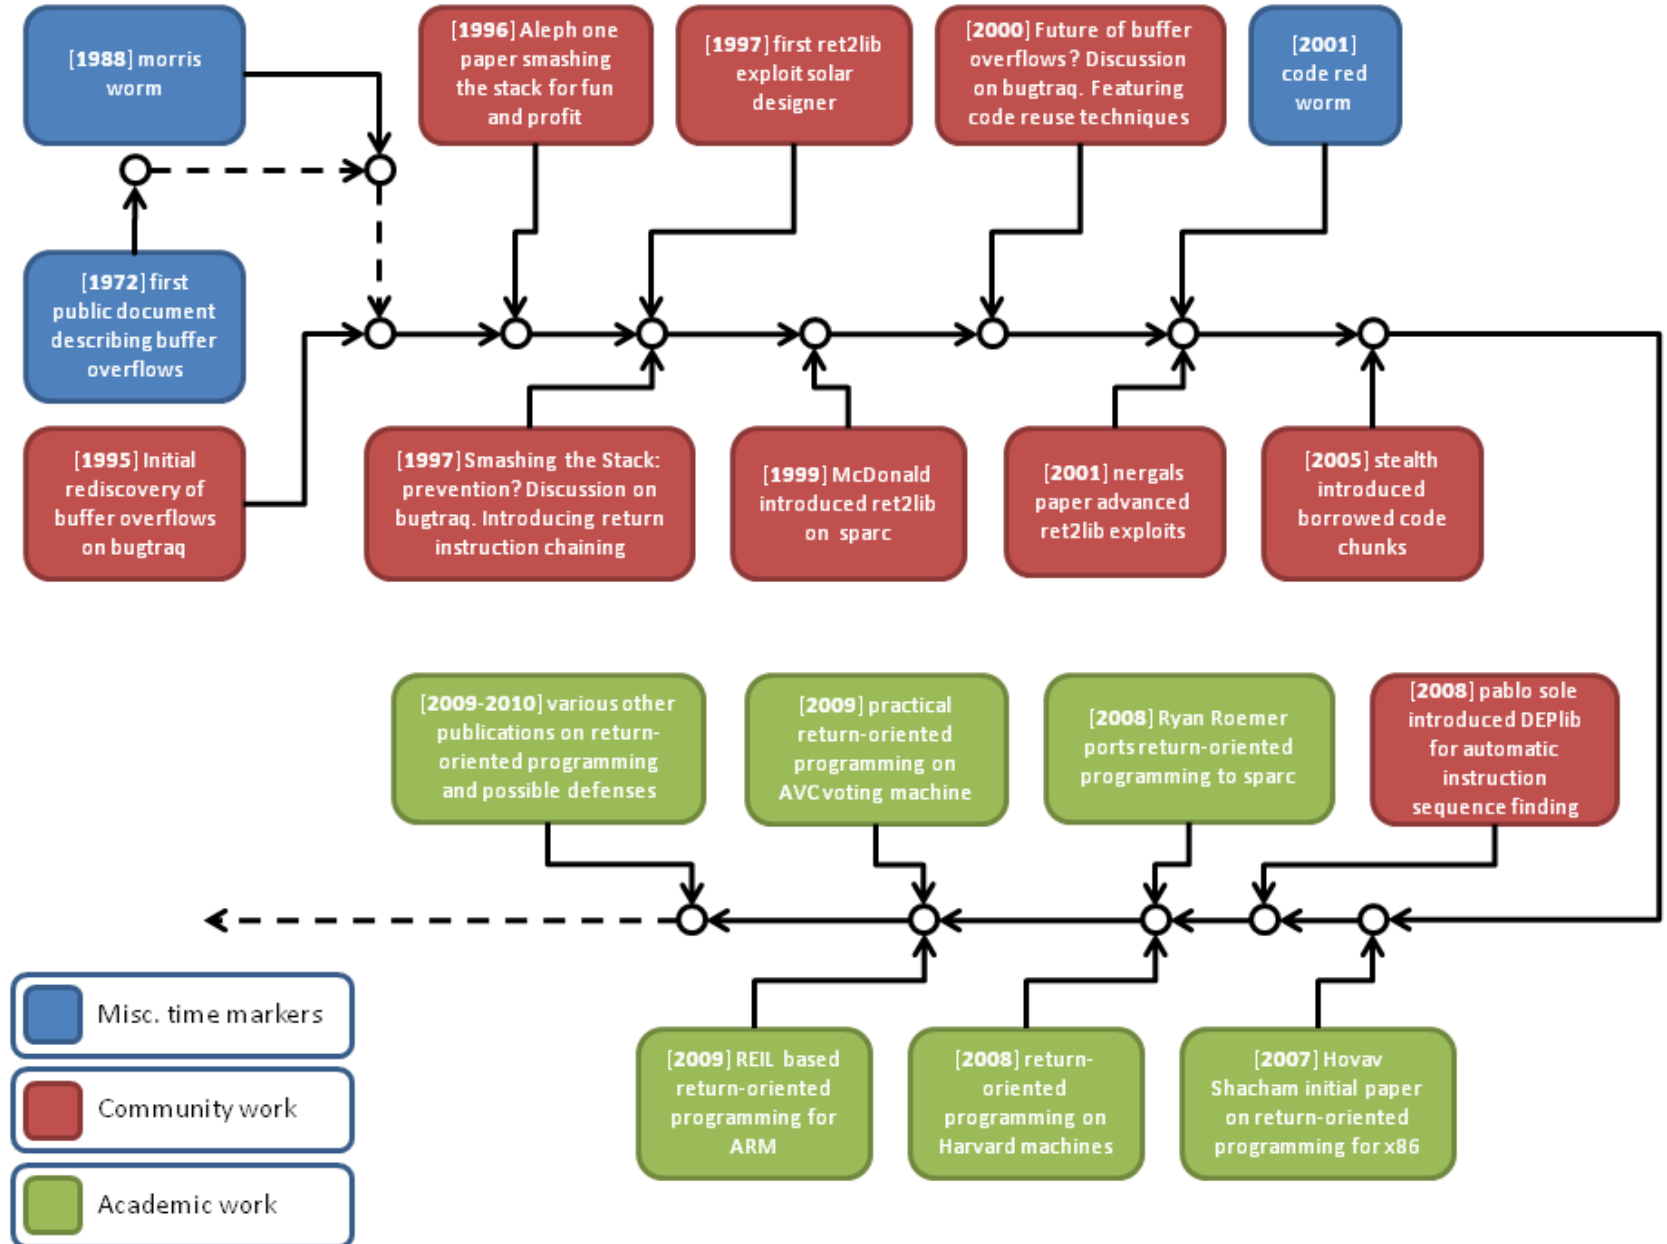 [1988] morris
worm
[1996] Aleph one
paper smashing
the stack for fun
and profit
[1997] first ret2lib
exploit solar
designer
[2000] Future of buffer
overflows? Discussion
on bugtraq. Featuring
code reuse techniques
[2001]
code red
worm
[1972] first
public document
describing buffer
overflows
[1995] Initial
rediscovery of
buffer overflows
on bugtraq
[1997] Smashing the Stack:
prevention? Discussion on
bugtraq. Introducing return
instruction chaining
[1999] McDonald
introduced ret2lib
on sparc
[2001] nergals
paper advanced
ret2lib exploits
[2005] stealth
introduced
borrowed code
chunks
[2009-2010] various other
publications on return-
oriented programming
and possible defenses
[2009] practical
return-oriented
programming on
AVC voting machine
[2008] Ryan Roemer
ports return-oriented
programming to sparc
[2008] pablo sole
introduced DEPlib
for automatic
instruction
sequence finding
[2009] REIL based
return-oriented
programming for
ARM
[2008] return-
oriented
programming on
Harvard machines
[2007] Hovav
Shacham initial paper
on return-oriented
programming for x86
Misc. time markers
Community work
Academic work